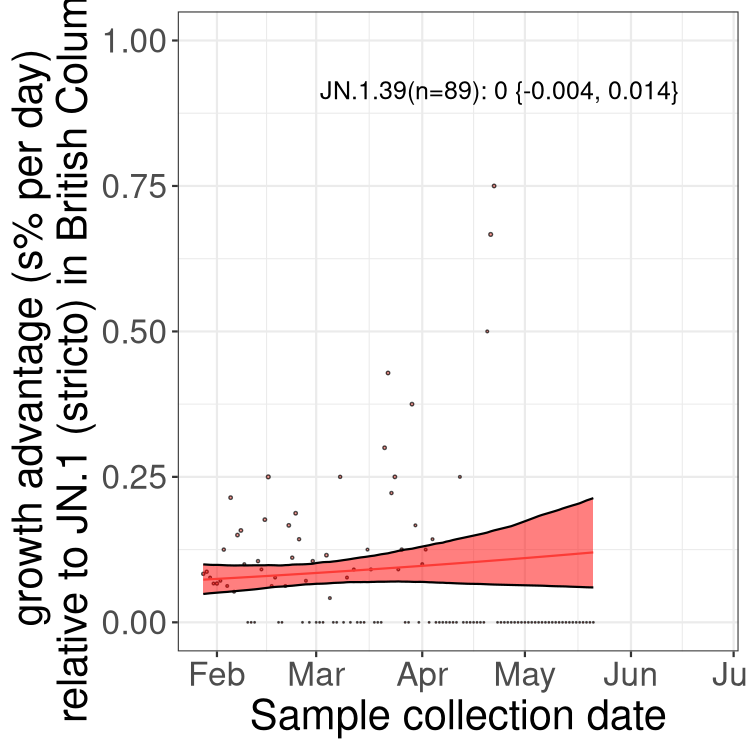 growth advantage (s% per day)
relative to JN.1 (stricto) in British Colum
1.00
0.75
0.50
0.25
0.00
JN.1.39(n=89): 0 {-0.004, 0.014}
Feb Mar Apr May Jun Ju
Sample collection date